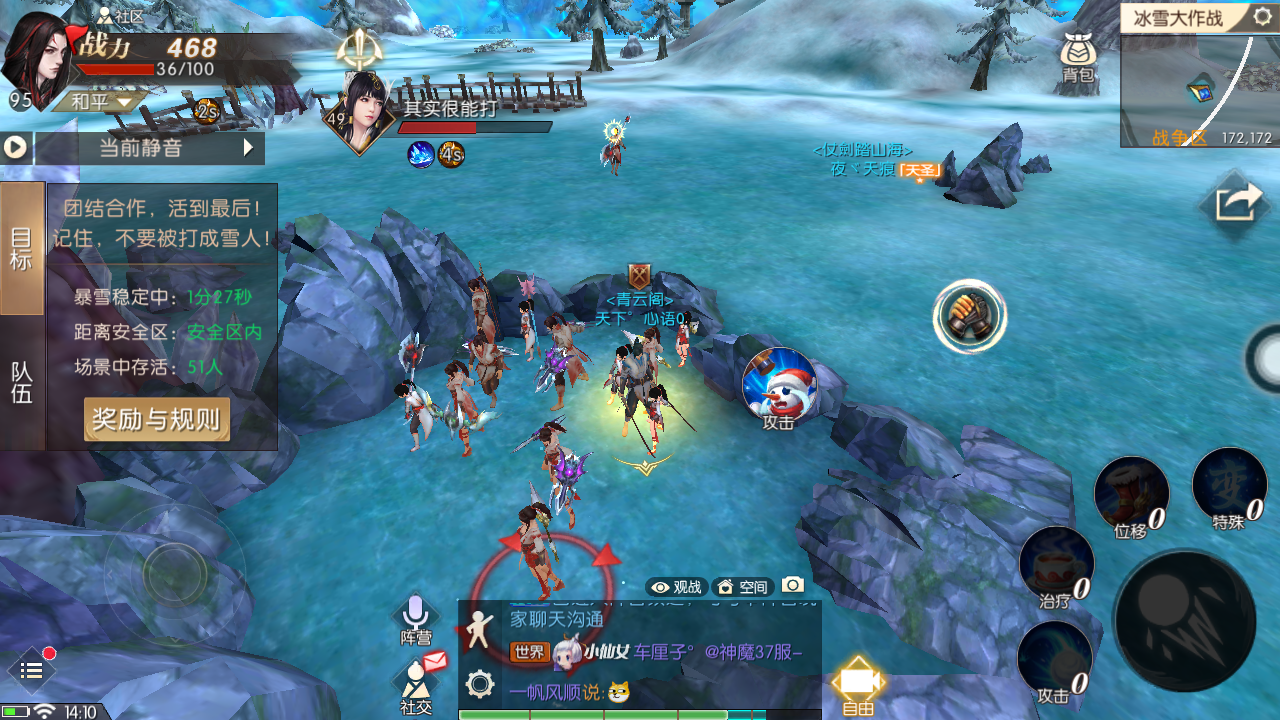 社区
战力 468
36/100
95
和平
2s
当前静音
49
其实很能打
4s
背包
冰雪大作战
战争区 172,172
<仗劍踏山海>
夜ヾ天痕 天圣
目标
队伍
团结合作，活到最后！
记住，不要被打成雪人！
暴雪稳定中：1分27秒
距离安全区：安全区内
场景中存活：51人
奖励与规则
<青云阁>
天下°心语0
攻击
位移 0
特殊 0
治疗 0
攻击 0
观战
空间
阵营
社交
家聊天沟通
世界 小仙女 车厘子° @神魔37服-
一帆风顺说:
自由
14:10